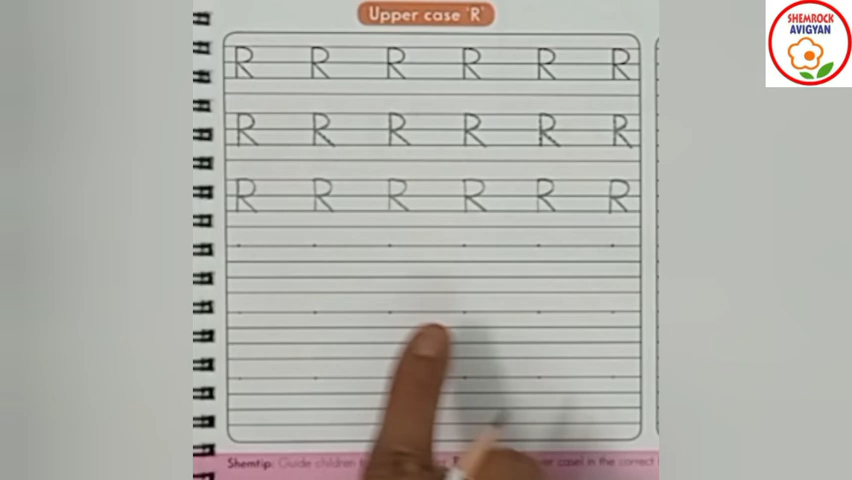 Upper case 'R'
SHEMROCK
AVIGYAN
R R R R R R
R R R R R R
R R R R R R
Shemtip: Guide children er case) in the correct